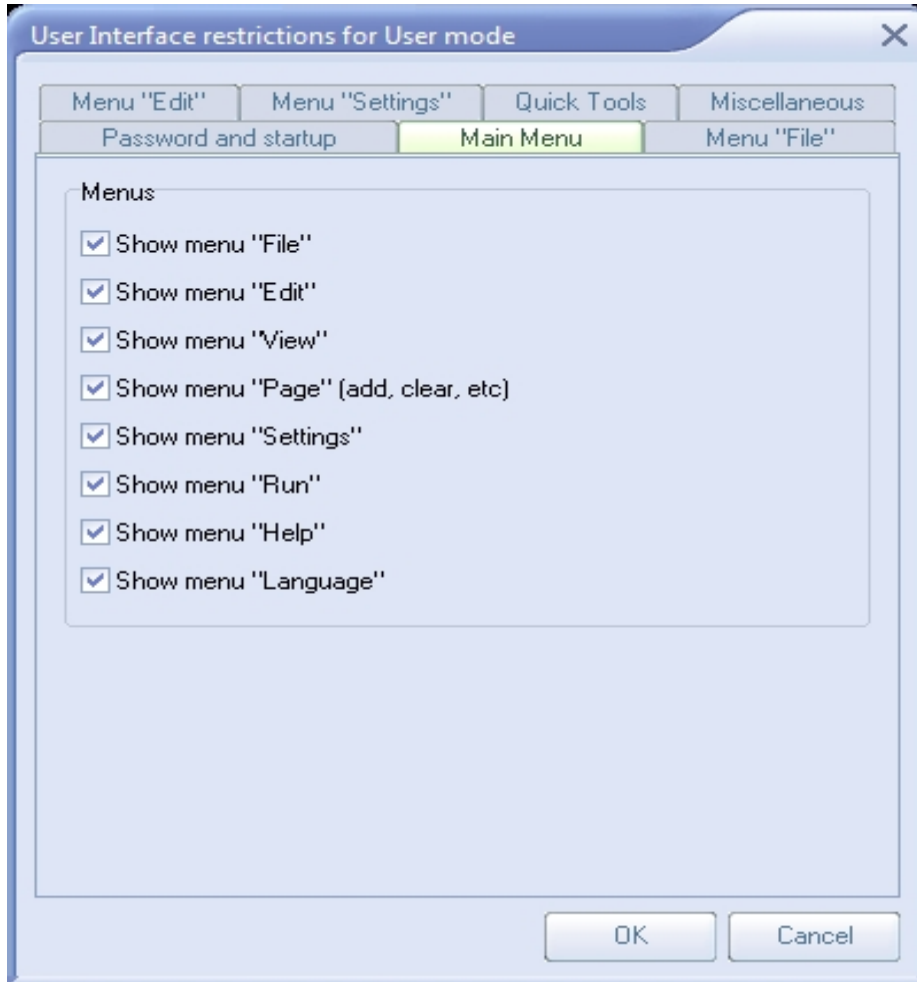 User Interface restrictions for User mode
Menu "Edit" Menu "Settings" Quick Tools Miscellaneous
Password and startup Main Menu Menu "File"
Menus
Show menu "File"
Show menu "Edit"
Show menu "View"
Show menu "Page" (add, clear, etc)
Show menu "Settings"
Show menu "Run"
Show menu "Help"
Show menu "Language"
OK Cancel